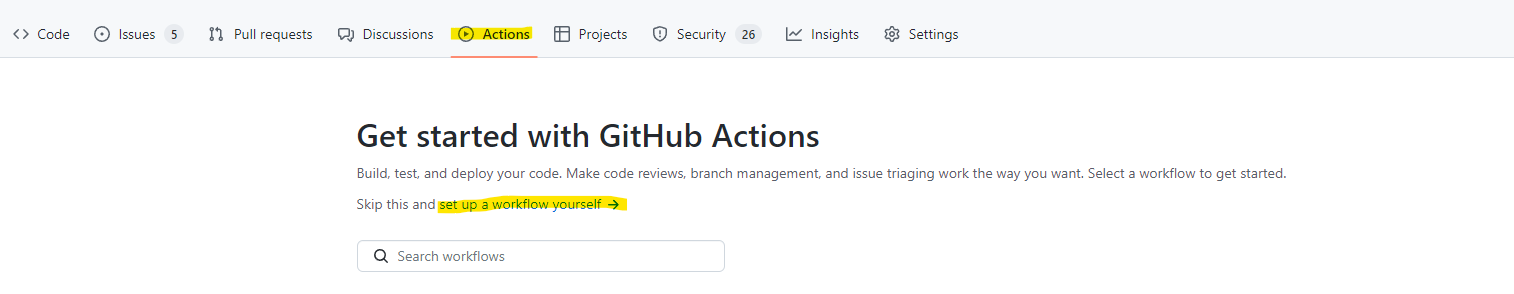 Code Issues 5 Pull requests Discussions Actions Projects Security 26 Insights Settings
Get started with GitHub Actions
Build, test, and deploy your code. Make code reviews, branch management, and issue triaging work the way you want. Select a workflow to get started.
Skip this and set up a workflow yourself →
Search workflows